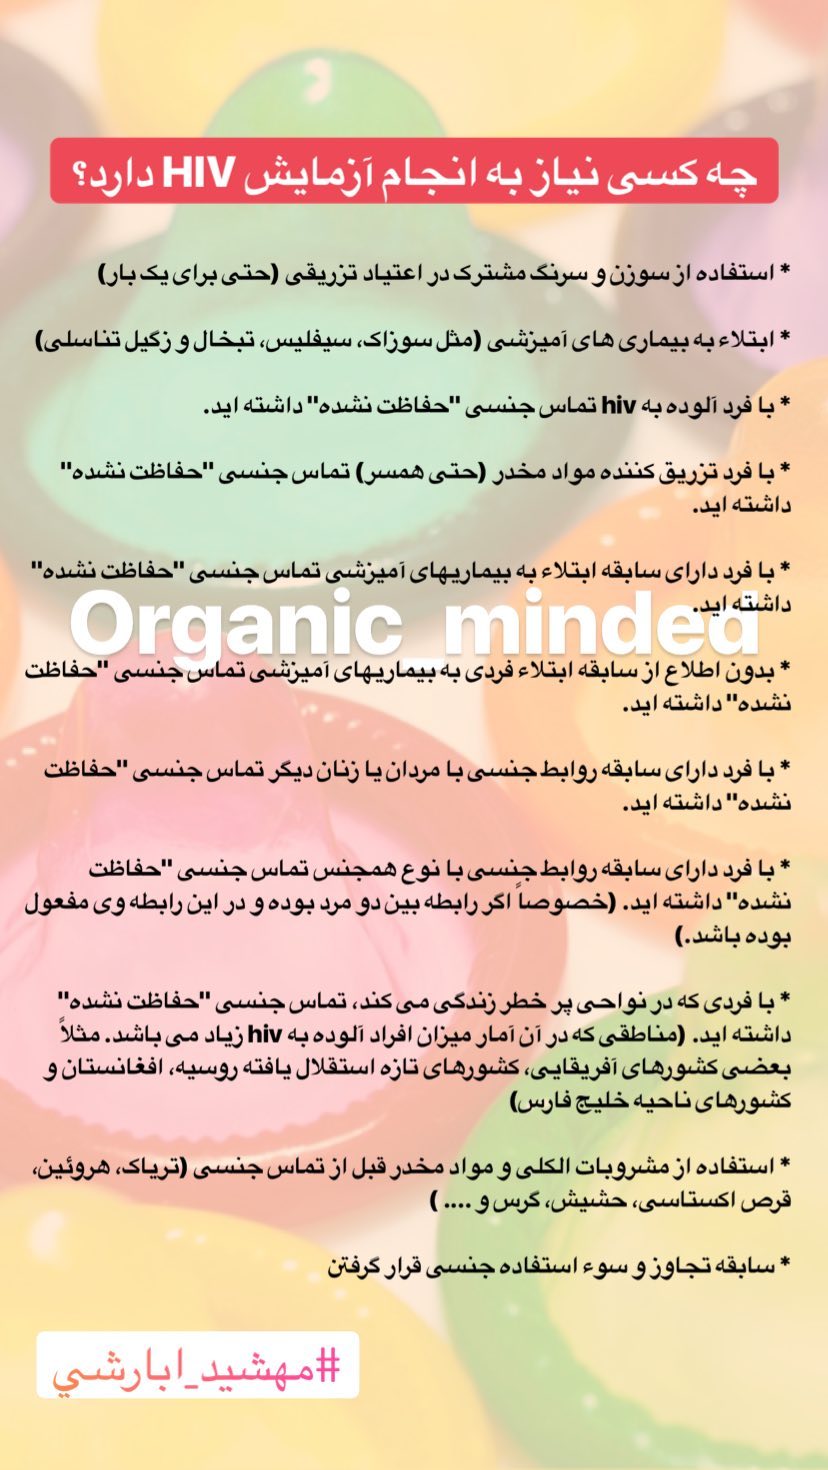 چه کسی نیاز به انجام آزمایش HIV دارد؟
* استفاده از سوزن و سرنگ مشترک در اعتیاد تزریقی (حتی برای یک بار)
* ابتلاء به بیماری های آمیزشی (مثل سوزاک، سیفلیس، تبخال و زگیل تناسلی)
* با فرد آلوده به hiv تماس جنسی "حفاظت نشده" داشته اید.
* با فرد تزریق کننده مواد مخدر (حتی همسر) تماس جنسی "حفاظت نشده"
داشته اید.
* با فرد دارای سابقه ابتلاء به بیماریهای آمیزشی تماس جنسی "حفاظت نشده"
داشته اید.
Organic_minded
* بدون اطلاع از سابقه ابتلاء فردی به بیماریهای آمیزشی تماس جنسی "حفاظت
نشده" داشته اید.
* با فرد دارای سابقه روابط جنسی با مردان یا زنان دیگر تماس جنسی "حفاظت
نشده" داشته اید.
* با فرد دارای سابقه روابط جنسی با نوع همجنس تماس جنسی "حفاظت
نشده" داشته اید. (خصوصاً اگر رابطه بین دو مرد بوده و در این رابطه وی مفعول
بوده باشد.)
* با فردی که در نواحی پر خطر زندگی می کند، تماس جنسی "حفاظت نشده"
داشته اید. (مناطقی که در آن آمار میزان افراد آلوده به hiv زیاد می باشد. مثلاً
بعضی کشورهای آفریقایی، کشورهای تازه استقلال یافته روسیه، افغانستان و
کشورهای ناحیه خلیج فارس)
* استفاده از مشروبات الکلی و مواد مخدر قبل از تماس جنسی (تریاک، هروئین،
قرص اکستاسی، حشیش، گرس و .... )
* سابقه تجاوز و سوء استفاده جنسی قرار گرفتن
#مهشيد_ابارشي